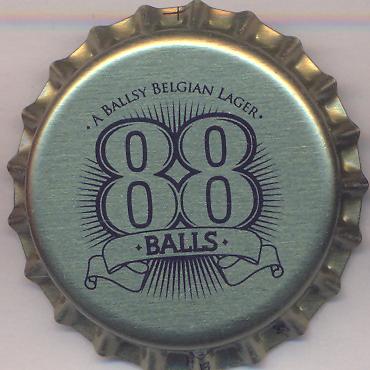 · A Ballsy Belgian Lager ·
88
· BALLS ·